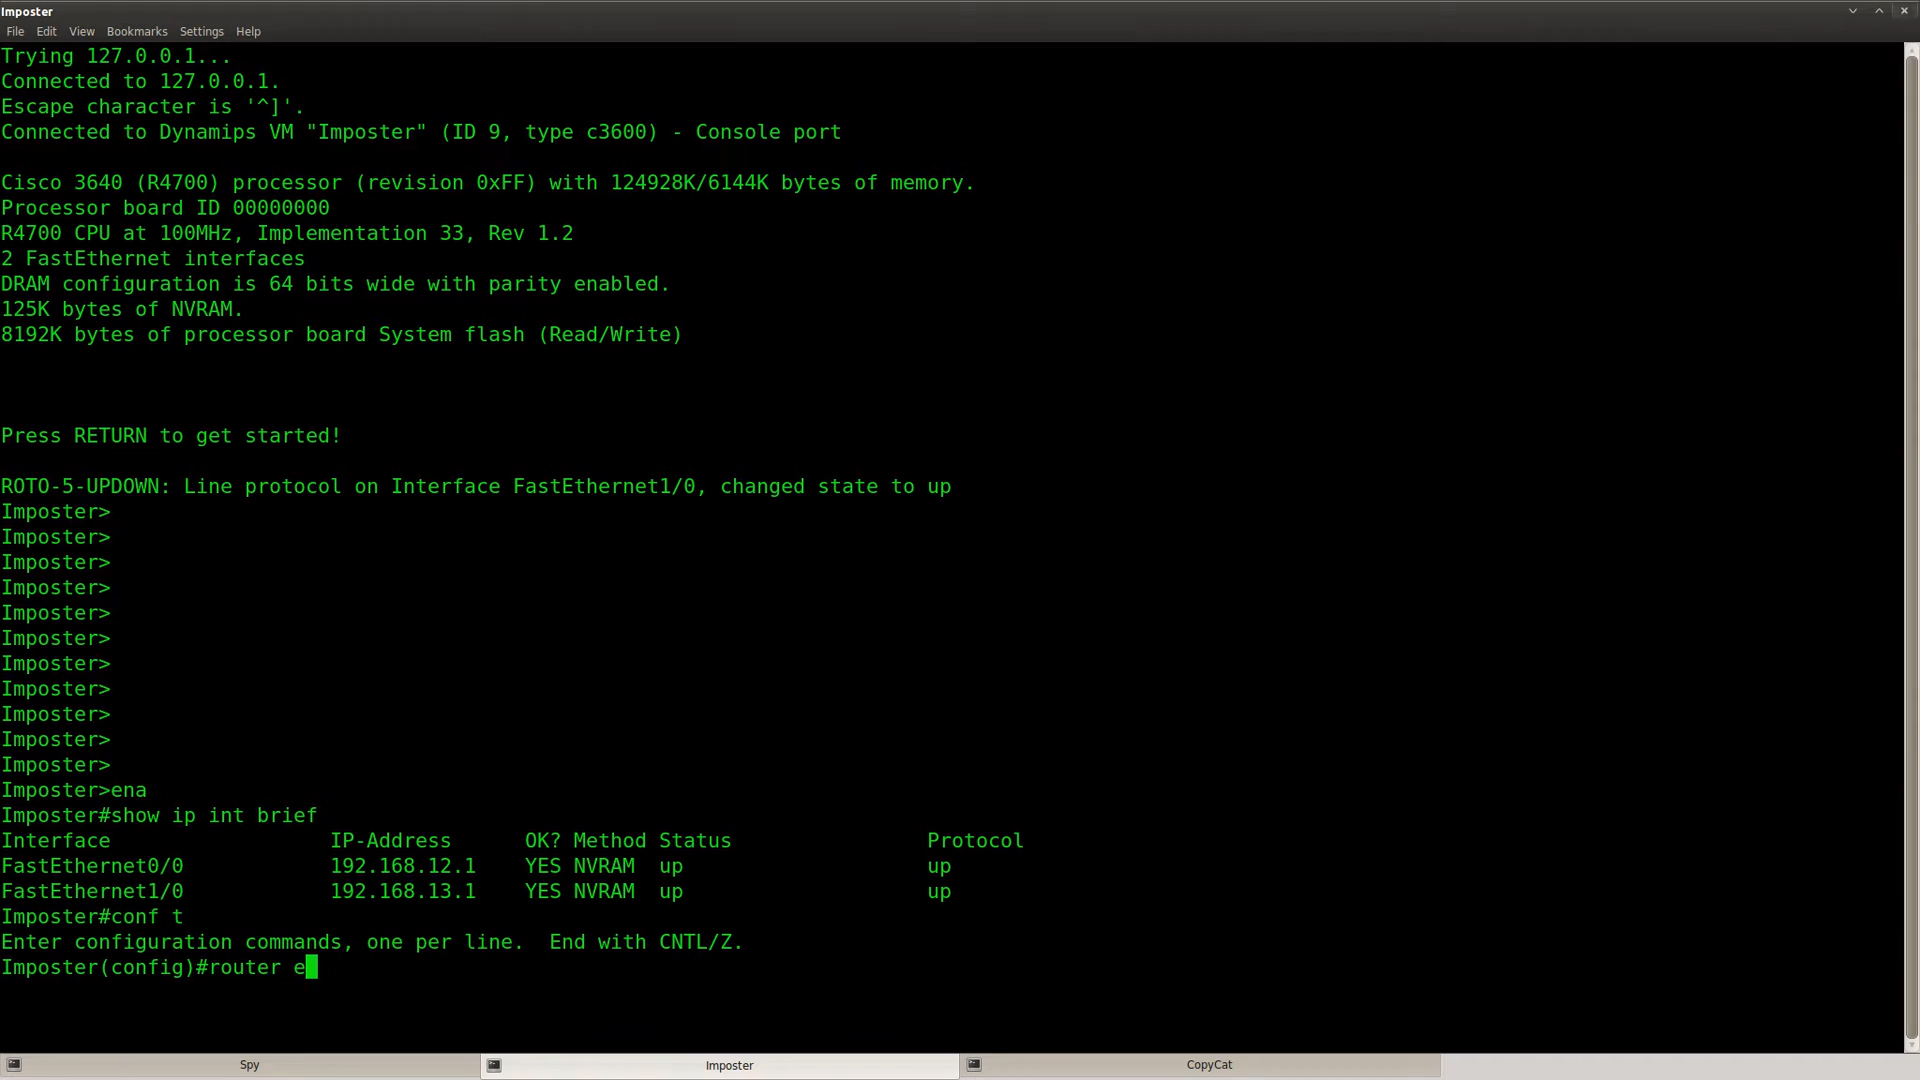 Imposter
File Edit View Bookmarks Settings Help
Trying 127.0.0.1...
Connected to 127.0.0.1.
Escape character is '^]'.
Connected to Dynamips VM "Imposter" (ID 9, type c3600) - Console port
Cisco 3640 (R4700) processor (revision 0xFF) with 124928K/6144K bytes of memory.
Processor board ID 00000000
R4700 CPU at 100MHz, Implementation 33, Rev 1.2
2 FastEthernet interfaces
DRAM configuration is 64 bits wide with parity enabled.
125K bytes of NVRAM.
8192K bytes of processor board System flash (Read/Write)
Press RETURN to get started!
ROTO-5-UPDOWN: Line protocol on Interface FastEthernet1/0, changed state to up
Imposter>
Imposter>
Imposter>
Imposter>
Imposter>
Imposter>
Imposter>
Imposter>
Imposter>
Imposter>
Imposter>
Imposter>ena
Imposter#show ip int brief
Interface IP-Address OK? Method Status Protocol
FastEthernet0/0 192.168.12.1 YES NVRAM up up
FastEthernet1/0 192.168.13.1 YES NVRAM up up
Imposter#conf t
Enter configuration commands, one per line. End with CNTL/Z.
Imposter(config)#router e
Spy Imposter CopyCat